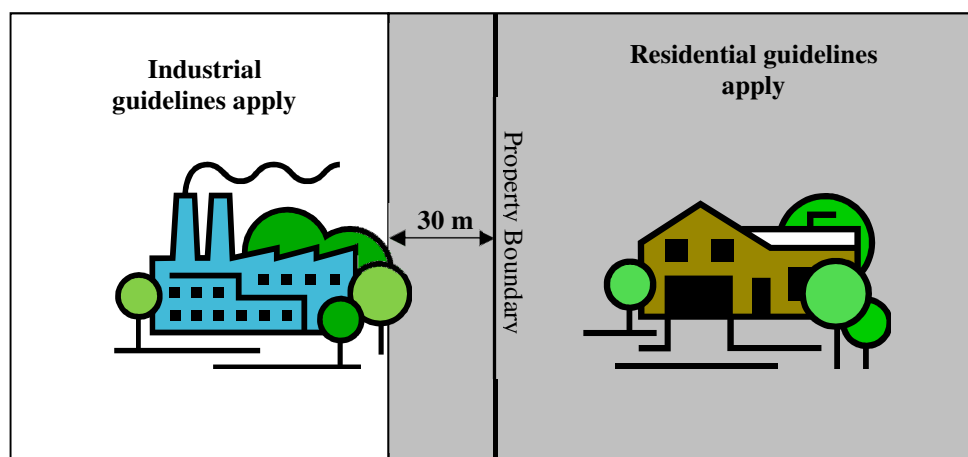 Industrial
guidelines apply
Residential guidelines
apply
30 m
Property Boundary